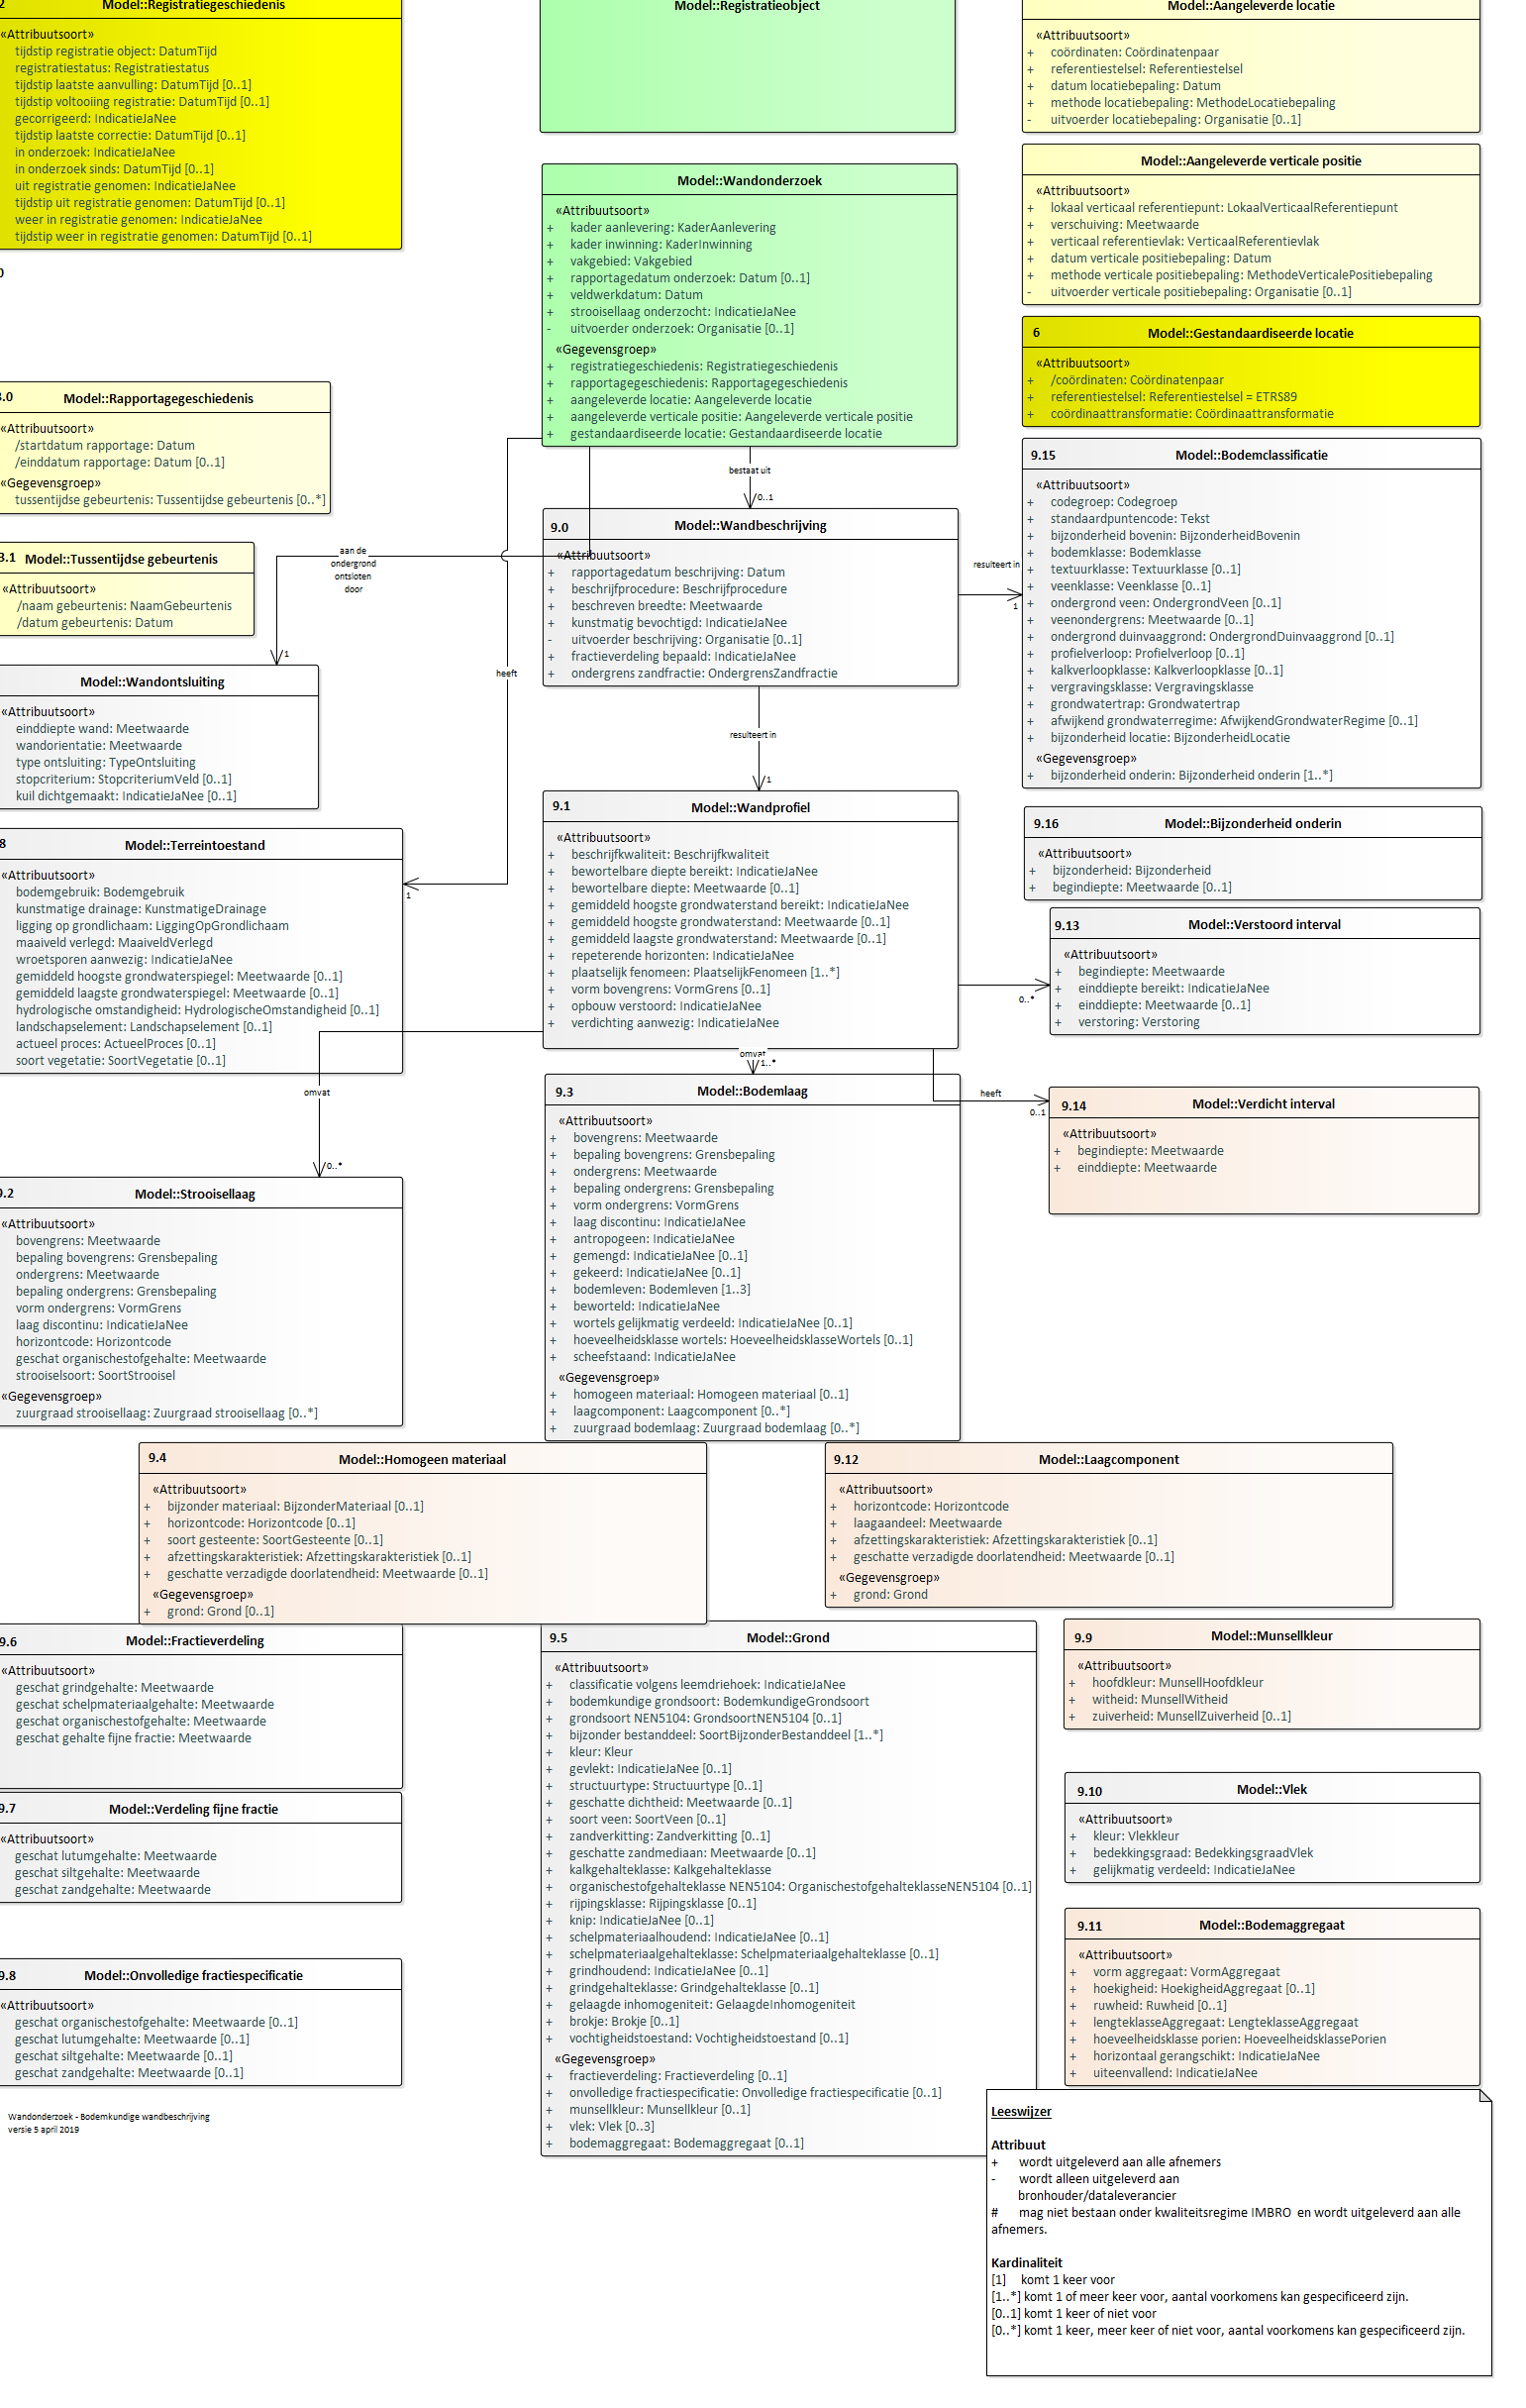 2
Model::Registratiegeschiedenis
«Attribuutsoort»
tijdstip registratie object: DatumTijd
registratiestatus: Registratiestatus
tijdstip laatste aanvulling: DatumTijd [0..1]
tijdstip voltooiing registratie: DatumTijd [0..1]
gecorrigeerd: IndicatieJaNee
tijdstip laatste correctie: DatumTijd [0..1]
in onderzoek: IndicatieJaNee
in onderzoek sinds: DatumTijd [0..1]
uit registratie genomen: IndicatieJaNee
tijdstip uit registratie genomen: DatumTijd [0..1]
weer in registratie genomen: IndicatieJaNee
tijdstip weer in registratie genomen: DatumTijd [0..1]
0
Model::Registratieobject
Model::Aangeleverde locatie
«Attribuutsoort»
+ coördinaten: Coördinatenpaar
+ referentiestelsel: Referentiestelsel
+ datum locatiebepaling: Datum
+ methode locatiebepaling: MethodeLocatiebepaling
- uitvoerder locatiebepaling: Organisatie [0..1]
Model::Aangeleverde verticale positie
«Attribuutsoort»
+ lokaal verticaal referentiepunt: LokaalVerticaalReferentiepunt
+ verschuiving: Meetwaarde
+ verticaal referentievlak: VerticaalReferentievlak
+ datum verticale positiebepaling: Datum
+ methode verticale positiebepaling: MethodeVerticalePositiebepaling
- uitvoerder verticale positiebepaling: Organisatie [0..1]
Model::Wandonderzoek
«Attribuutsoort»
+ kader aanlevering: KaderAanlevering
+ kader inwinning: KaderInwinning
+ vakgebied: Vakgebied
+ rapportagedatum onderzoek: Datum [0..1]
+ veldwerkdatum: Datum
+ strooisellaag onderzocht: IndicatieJaNee
- uitvoerder onderzoek: Organisatie [0..1]
«Gegevensgroep»
+ registratiegeschiedenis: Registratiegeschiedenis
+ rapportagegeschiedenis: Rapportagegeschiedenis
+ aangeleverde locatie: Aangeleverde locatie
+ aangeleverde verticale positie: Aangeleverde verticale positie
+ gestandaardiseerde locatie: Gestandaardiseerde locatie
6 Model::Gestandaardiseerde locatie
«Attribuutsoort»
+ /coördinaten: Coördinatenpaar
+ referentiestelsel: Referentiestelsel = ETRS89
+ coördinaattransformatie: Coördinaattransformatie
3.0 Model::Rapportagegeschiedenis
«Attribuutsoort»
/startdatum rapportage: Datum
/einddatum rapportage: Datum [0..1]
«Gegevensgroep»
tussentijdse gebeurtenis: Tussentijdse gebeurtenis [0..*]
3.1 Model::Tussentijdse gebeurtenis
«Attribuutsoort»
/naam gebeurtenis: NaamGebeurtenis
/datum gebeurtenis: Datum
bestaat uit
/0..1
aan de
ondergrond
ontsloten
door
/1
heeft
1
9.0 Model::Wandbeschrijving
«Attribuutsoort»
+ rapportagedatum beschrijving: Datum
+ beschrijfprocedure: Beschrijfprocedure
+ beschreven breedte: Meetwaarde
+ kunstmatig bevochtigd: IndicatieJaNee
- uitvoerder beschrijving: Organisatie [0..1]
+ fractieverdeling bepaald: IndicatieJaNee
+ ondergrens zandfractie: OndergrensZandfractie
resulteert in
1
9.15 Model::Bodemclassificatie
«Attribuutsoort»
+ codegroep: Codegroep
+ standaardpuntencode: Tekst
+ bijzonderheid bovenin: BijzonderheidBovenin
+ bodemklasse: Bodemklasse
+ textuurklasse: Textuurklasse [0..1]
+ veenklasse: Veenklasse [0..1]
+ ondergrond veen: OndergrondVeen [0..1]
+ veenondergrens: Meetwaarde [0..1]
+ ondergrond duinvaaggrond: OndergrondDuinvaaggrond [0..1]
+ profielverloop: Profielverloop [0..1]
+ kalkverloopklasse: Kalkverloopklasse [0..1]
+ vergravingsklasse: Vergravingsklasse
+ grondwatertrap: Grondwatertrap
+ afwijkend grondwaterregime: AfwijkendGrondwaterRegime [0..1]
+ bijzonderheid locatie: BijzonderheidLocatie
«Gegevensgroep»
+ bijzonderheid onderin: Bijzonderheid onderin [1..*]
Model::Wandontsluiting
«Attribuutsoort»
einddiepte wand: Meetwaarde
wandorientatie: Meetwaarde
type ontsluiting: TypeOntsluiting
stopcriterium: StopcriteriumVeld [0..1]
kuil dichtgemaakt: IndicatieJaNee [0..1]
resulteert in
/1
8 Model::Terreintoestand
«Attribuutsoort»
bodemgebruik: Bodemgebruik
kunstmatige drainage: KunstmatigeDrainage
ligging op grondlichaam: LiggingOpGrondlichaam
maaiveld verlegd: MaaiveldVerlegd
wroetsporen aanwezig: IndicatieJaNee
gemiddeld hoogste grondwaterspiegel: Meetwaarde [0..1]
gemiddeld laagste grondwaterspiegel: Meetwaarde [0..1]
hydrologische omstandigheid: HydrologischeOmstandigheid [0..1]
landschapselement: Landschapselement [0..1]
actueel proces: ActueelProces [0..1]
soort vegetatie: SoortVegetatie [0..1]
9.1 Model::Wandprofiel
«Attribuutsoort»
+ beschrijfkwaliteit: Beschrijfkwaliteit
+ bewortelbare diepte bereikt: IndicatieJaNee
+ bewortelbare diepte: Meetwaarde [0..1]
+ gemiddeld hoogste grondwaterstand bereikt: IndicatieJaNee
+ gemiddeld hoogste grondwaterstand: Meetwaarde [0..1]
+ gemiddeld laagste grondwaterstand: Meetwaarde [0..1]
+ repeterende horizonten: IndicatieJaNee
+ plaatselijk fenomeen: PlaatselijkFenomeen [1..*]
+ vorm bovengrens: VormGrens [0..1]
+ opbouw verstoord: IndicatieJaNee
+ verdichting aanwezig: IndicatieJaNee
9.16 Model::Bijzonderheid onderin
«Attribuutsoort»
+ bijzonderheid: Bijzonderheid
+ begindiepte: Meetwaarde [0..1]
9.13 Model::Verstoord interval
«Attribuutsoort»
+ begindiepte: Meetwaarde
+ einddiepte bereikt: IndicatieJaNee
+ einddiepte: Meetwaarde [0..1]
+ verstoring: Verstoring
0..*
omvat
/0..*
omvat
1..*
heeft
0..1
9.14 Model::Verdicht interval
«Attribuutsoort»
+ begindiepte: Meetwaarde
+ einddiepte: Meetwaarde
9.2 Model::Strooisellaag
«Attribuutsoort»
bovengrens: Meetwaarde
bepaling bovengrens: Grensbepaling
ondergrens: Meetwaarde
bepaling ondergrens: Grensbepaling
vorm ondergrens: VormGrens
laag discontinu: IndicatieJaNee
horizontcode: Horizontcode
geschat organischestofgehalte: Meetwaarde
strooiselsoort: SoortStrooisel
«Gegevensgroep»
zuurgraad strooisellaag: Zuurgraad strooisellaag [0..*]
9.3 Model::Bodemlaag
«Attribuutsoort»
+ bovengrens: Meetwaarde
+ bepaling bovengrens: Grensbepaling
+ ondergrens: Meetwaarde
+ bepaling ondergrens: Grensbepaling
+ vorm ondergrens: VormGrens
+ laag discontinu: IndicatieJaNee
+ antropogeen: IndicatieJaNee
+ gemengd: IndicatieJaNee [0..1]
+ gekeerd: IndicatieJaNee [0..1]
+ bodemleven: Bodemleven [1..3]
+ beworteld: IndicatieJaNee
+ wortels gelijkmatig verdeeld: IndicatieJaNee [0..1]
+ hoeveelheidsklasse wortels: HoeveelheidsklasseWortels [0..1]
+ scheefstaand: IndicatieJaNee
«Gegevensgroep»
+ homogeen materiaal: Homogeen materiaal [0..1]
+ laagcomponent: Laagcomponent [0..*]
+ zuurgraad bodemlaag: Zuurgraad bodemlaag [0..*]
9.4 Model::Homogeen materiaal
«Attribuutsoort»
+ bijzonder materiaal: BijzonderMateriaal [0..1]
+ horizontcode: Horizontcode [0..1]
+ soort gesteente: SoortGesteente [0..1]
+ afzettingskarakteristiek: Afzettingskarakteristiek [0..1]
+ geschatte verzadigde doorlatendheid: Meetwaarde [0..1]
«Gegevensgroep»
+ grond: Grond [0..1]
9.12 Model::Laagcomponent
«Attribuutsoort»
+ horizontcode: Horizontcode
+ laagaandeel: Meetwaarde
+ afzettingskarakteristiek: Afzettingskarakteristiek [0..1]
+ geschatte verzadigde doorlatendheid: Meetwaarde [0..1]
«Gegevensgroep»
+ grond: Grond
9.6 Model::Fractieverdeling
«Attribuutsoort»
geschat grindgehalte: Meetwaarde
geschat schelpmateriaalgehalte: Meetwaarde
geschat organischestofgehalte: Meetwaarde
geschat gehalte fijne fractie: Meetwaarde
9.7 Model::Verdeling fijne fractie
«Attribuutsoort»
geschat lutumgehalte: Meetwaarde
geschat siltgehalte: Meetwaarde
geschat zandgehalte: Meetwaarde
9.8 Model::Onvolledige fractiespecificatie
«Attribuutsoort»
geschat organischestofgehalte: Meetwaarde [0..1]
geschat lutumgehalte: Meetwaarde [0..1]
geschat siltgehalte: Meetwaarde [0..1]
geschat zandgehalte: Meetwaarde [0..1]
Wandonderzoek - Bodemkundige wandbeschrijving
versie 5 april 2019
9.5 Model::Grond
«Attribuutsoort»
+ classificatie volgens leemdriehoek: IndicatieJaNee
+ bodemkundige grondsoort: BodemkundigeGrondsoort
+ grondsoort NEN5104: GrondsoortNEN5104 [0..1]
+ bijzonder bestanddeel: SoortBijzonderBestanddeel [1..*]
+ kleur: Kleur
+ gevlekt: IndicatieJaNee [0..1]
+ structuurtype: Structuurtype [0..1]
+ geschatte dichtheid: Meetwaarde [0..1]
+ soort veen: SoortVeen [0..1]
+ zandverkitting: Zandverkitting [0..1]
+ geschatte zandmediaan: Meetwaarde [0..1]
+ kalkgehalteklasse: Kalkgehalteklasse
+ organischestofgehalteklasse NEN5104: OrganischestofgehalteklasseNEN5104 [0..1]
+ rijpingsklasse: Rijpingsklasse [0..1]
+ knip: IndicatieJaNee [0..1]
+ schelpmateriaalhoudend: IndicatieJaNee [0..1]
+ schelpmateriaalgehalteklasse: Schelpmateriaalgehalteklasse [0..1]
+ grindhoudend: IndicatieJaNee [0..1]
+ grindgehalteklasse: Grindgehalteklasse [0..1]
+ gelaagde inhomogeniteit: GelaagdeInhomogeniteit
+ brokje: Brokje [0..1]
+ vochtigheidstoestand: Vochtigheidstoestand [0..1]
«Gegevensgroep»
+ fractieverdeling: Fractieverdeling [0..1]
+ onvolledige fractiespecificatie: Onvolledige fractiespecificatie [0..1]
+ munsellkleur: Munsellkleur [0..1]
+ vlek: Vlek [0..3]
+ bodemaggregaat: Bodemaggregaat [0..1]
9.9 Model::Munsellkleur
«Attribuutsoort»
+ hoofdkleur: MunsellHoofdkleur
+ witheid: MunsellWitheid
+ zuiverheid: MunsellZuiverheid [0..1]
9.10 Model::Vlek
«Attribuutsoort»
+ kleur: Vlekkleur
+ bedekkingsgraad: BedekkingsgraadVlek
+ gelijkmatig verdeeld: IndicatieJaNee
9.11 Model::Bodemaggregaat
«Attribuutsoort»
+ vorm aggregaat: VormAggregaat
+ hoekigheid: HoekigheidAggregaat [0..1]
+ ruwheid: Ruwheid [0..1]
+ lengteklasseAggregaat: LengteklasseAggregaat
+ hoeveelheidsklasse porien: HoeveelheidsklassePorien
+ horizontaal gerangschikt: IndicatieJaNee
+ uiteenvallend: IndicatieJaNee
Leeswijzer
Attribuut
+ wordt uitgeleverd aan alle afnemers
- wordt alleen uitgeleverd aan
bronhouder/dataleverancier
# mag niet bestaan onder kwaliteitsregime IMBRO en wordt uitgeleverd aan alle
afnemers.
Kardinaliteit
[1] komt 1 keer voor
[1..*] komt 1 of meer keer voor, aantal voorkomens kan gespecificeerd zijn.
[0..1] komt 1 keer of niet voor
[0..*] komt 1 keer, meer keer of niet voor, aantal voorkomens kan gespecificeerd zijn.